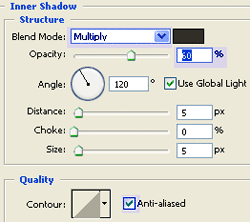 Inner Shadow
Structure
Blend Mode: Multiply
Opacity: 60 %
Angle: 120 ° Use Global Light
Distance: 5 px
Choke: 0 %
Size: 5 px
Quality
Contour: Anti-aliased